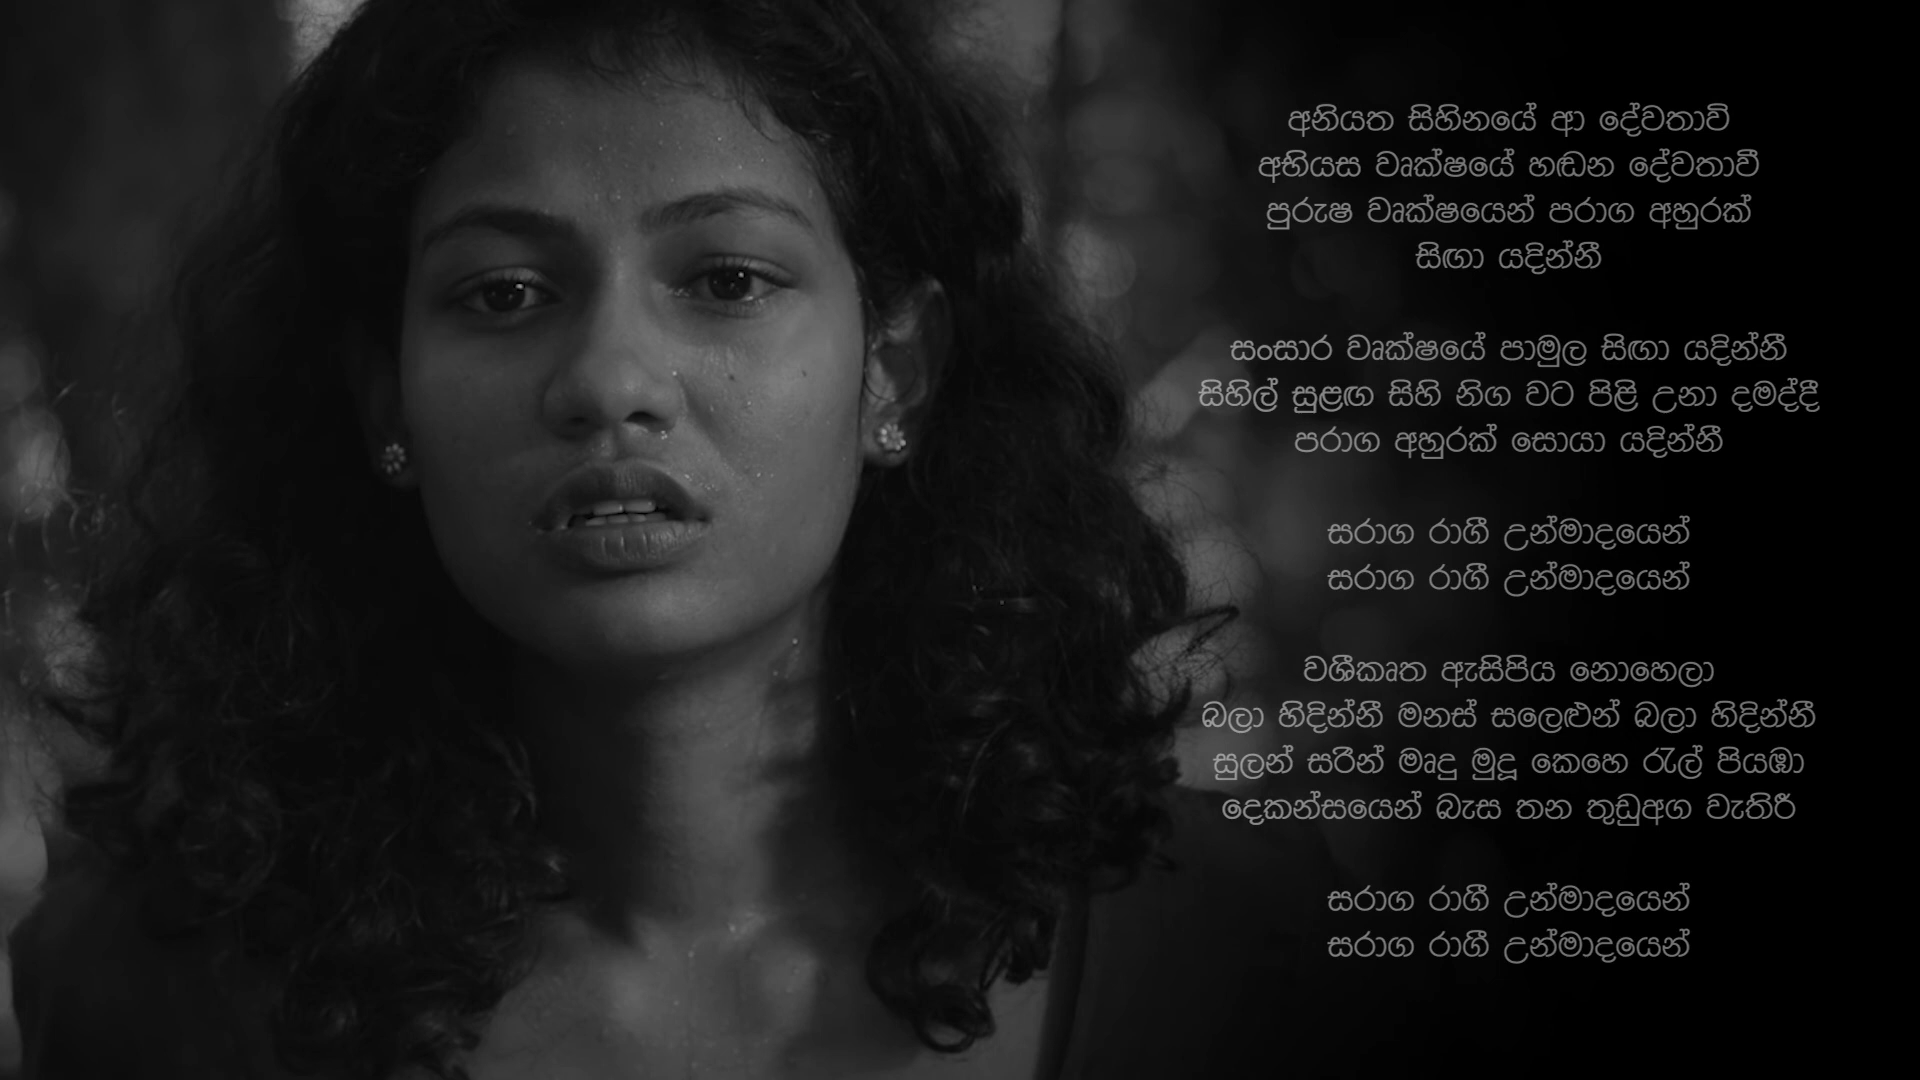 අනියත සිහිනයේ ආ දේවතාවි
අභියස වෘක්ෂයේ හඬන දේවතාවී
පුරුෂ වෘක්ෂයෙන් පරාග අහුරක්
සිඟා යදින්නී
සංසාර වෘක්ෂයේ පාමුල සිඟා යදින්නී
සිහිල් සුළඟ සිහි නිග වට පිළි උනා දමද්දී
පරාග අහුරක් සොයා යදින්නී
සරාග රාගී උන්මාදයෙන්
සරාග රාගී උන්මාදයෙන්
වශීකෘත ඇසිපිය නොහෙලා
බලා හිදින්නී මනස් සලෙළුන් බලා හිදින්නී
සුලන් සරින් මෘදු මුදූ කෙහෙ රැල් පියඹා
දෙකන්සයෙන් බැස තන තුඩුඅග වැතිරී
සරාග රාගී උන්මාදයෙන්
සරාග රාගී උන්මාදයෙන්